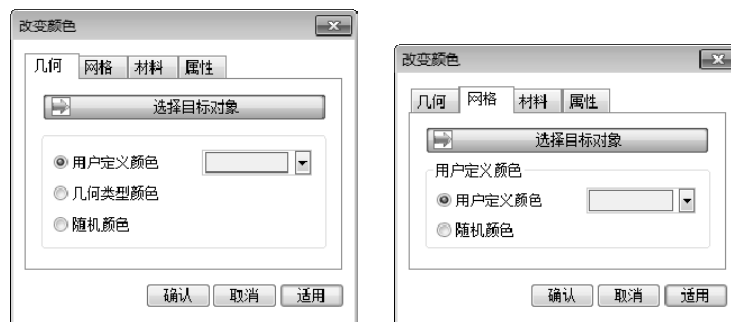 改变颜色
几何 网格 材料 属性
选择目标对象
用户定义颜色
几何类型颜色
随机颜色
确认 取消 适用
改变颜色
几何 网格 材料 属性
选择目标对象
用户定义颜色
用户定义颜色
随机颜色
确认 取消 适用